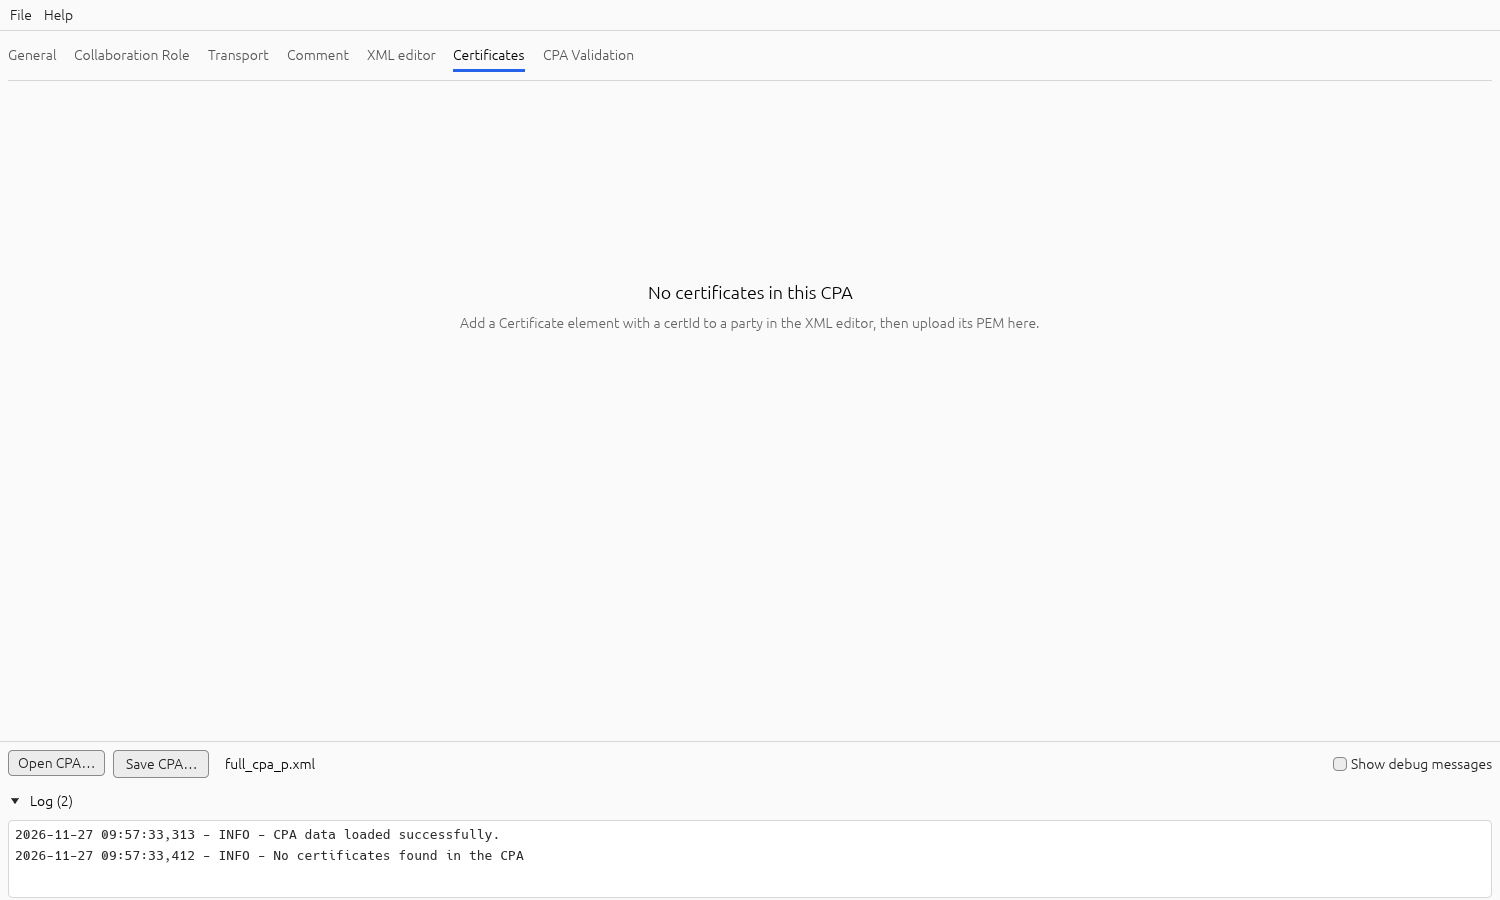 File Help
General Collaboration Role Transport Comment XML editor Certificates CPA Validation
No certificates in this CPA
Add a Certificate element with a certId to a party in the XML editor, then upload its PEM here.
Open CPA... Save CPA... full_cpa_p.xml Show debug messages
Log (2)
2026-11-27 09:57:33,313 - INFO - CPA data loaded successfully.
2026-11-27 09:57:33,412 - INFO - No certificates found in the CPA